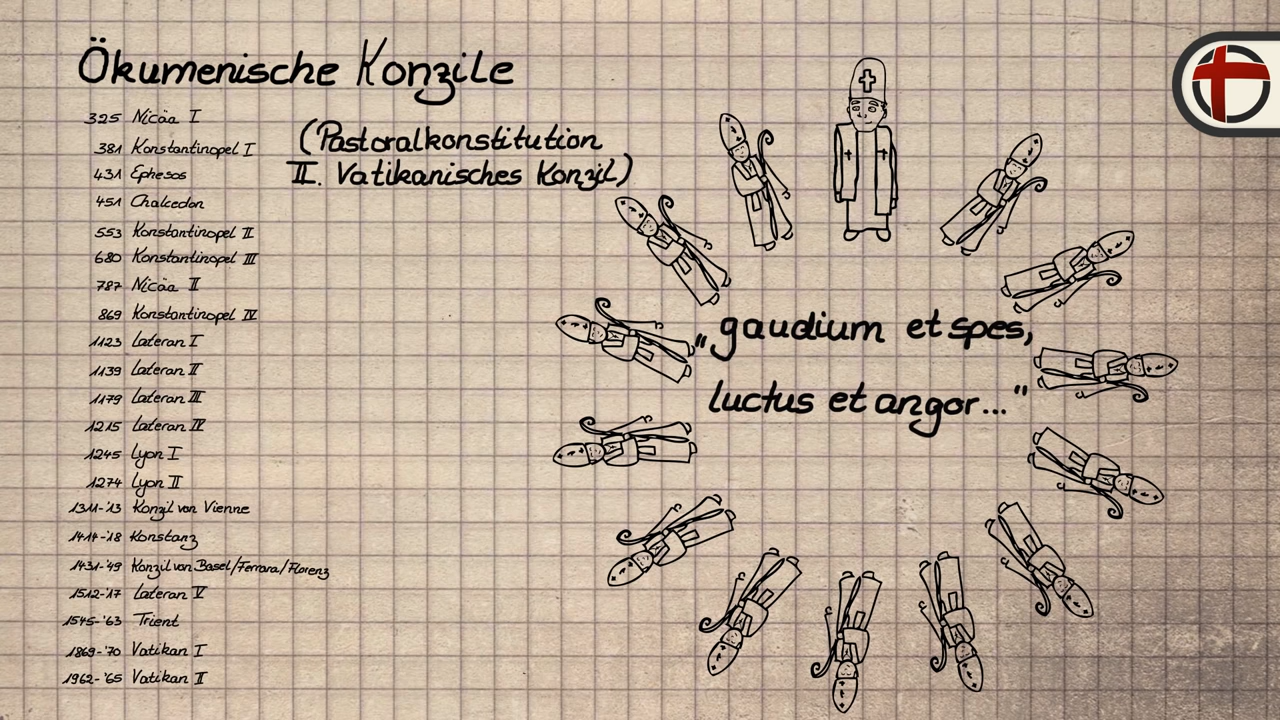 Ökumenische Konzile
325 Nicäa I
381 Konstantinopel I
431 Ephesos
451 Chalcedon
553 Konstantinopel II
680 Konstantinopel III
787 Nicäa II
869 Konstantinopel IV
1123 Lateran I
1139 Lateran II
1179 Lateran III
1215 Lateran IV
1245 Lyon I
1274 Lyon II
1311-'13 Konzil von Vienne
1414-'18 Konstanz
1431-'49 Konzil von Basel/Ferrara/Florenz
1512-'17 Lateran V
1545-'63 Trient
1869-'70 Vatikan I
1962-'65 Vatikan II
(Pastoralkonstitution
II. Vatikanisches Konzil)
„gaudium et spes,
luctus et angor..."